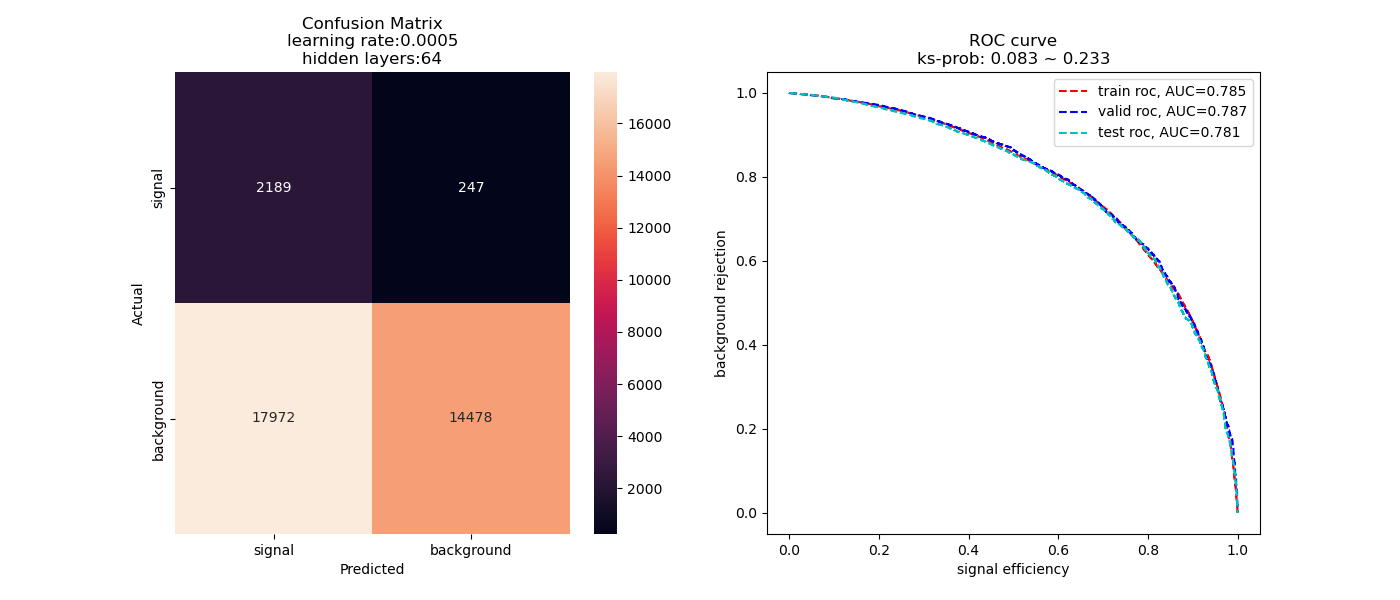 Confusion Matrix
learning rate:0.0005
hidden layers:64
signal
background
Actual
2189
247
17972
14478
signal
background
Predicted
16000
14000
12000
10000
8000
6000
4000
2000
ROC curve
ks-prob: 0.083 ~ 0.233
train roc, AUC=0.785
valid roc, AUC=0.787
test roc, AUC=0.781
background rejection
1.0
0.8
0.6
0.4
0.2
0.0
0.0
0.2
0.4
0.6
0.8
1.0
signal efficiency